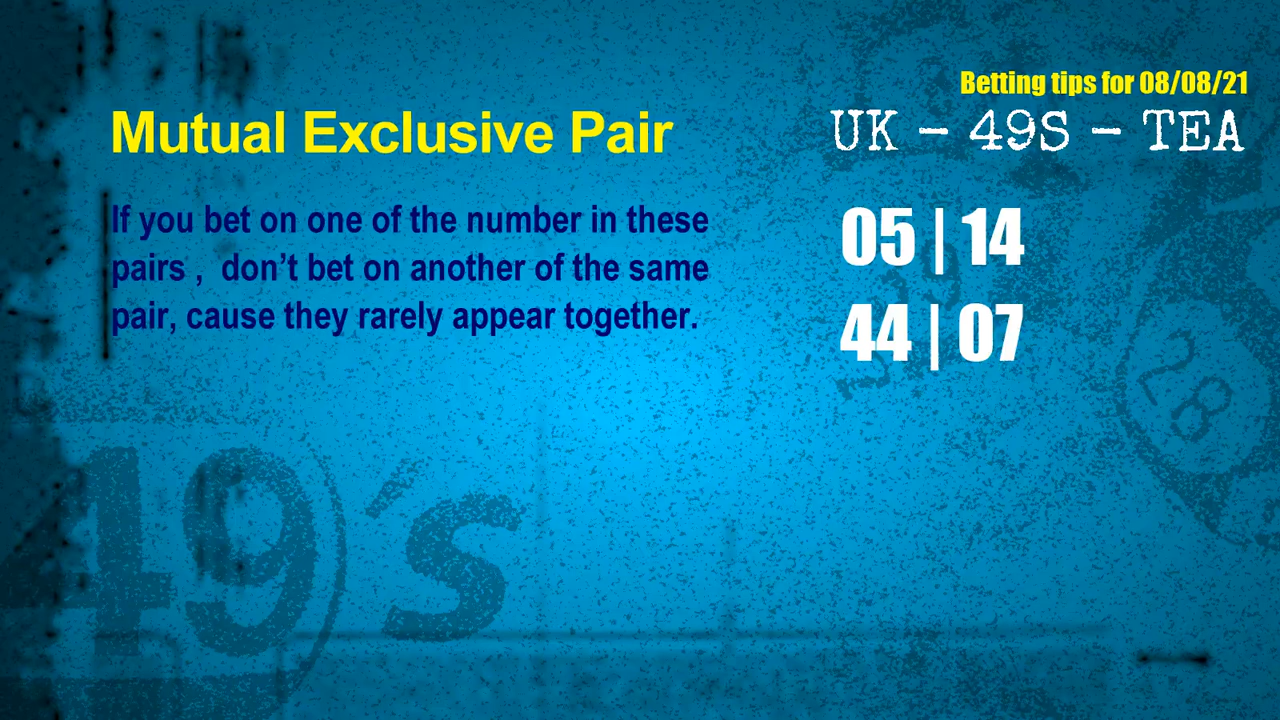 Betting tips for 08/08/21
Mutual Exclusive Pair
UK - 49S - TEA
If you bet on one of the number in these
pairs ,  don't bet on another of the same
pair, cause they rarely appear together.
05 | 14
44 | 07
49's
28